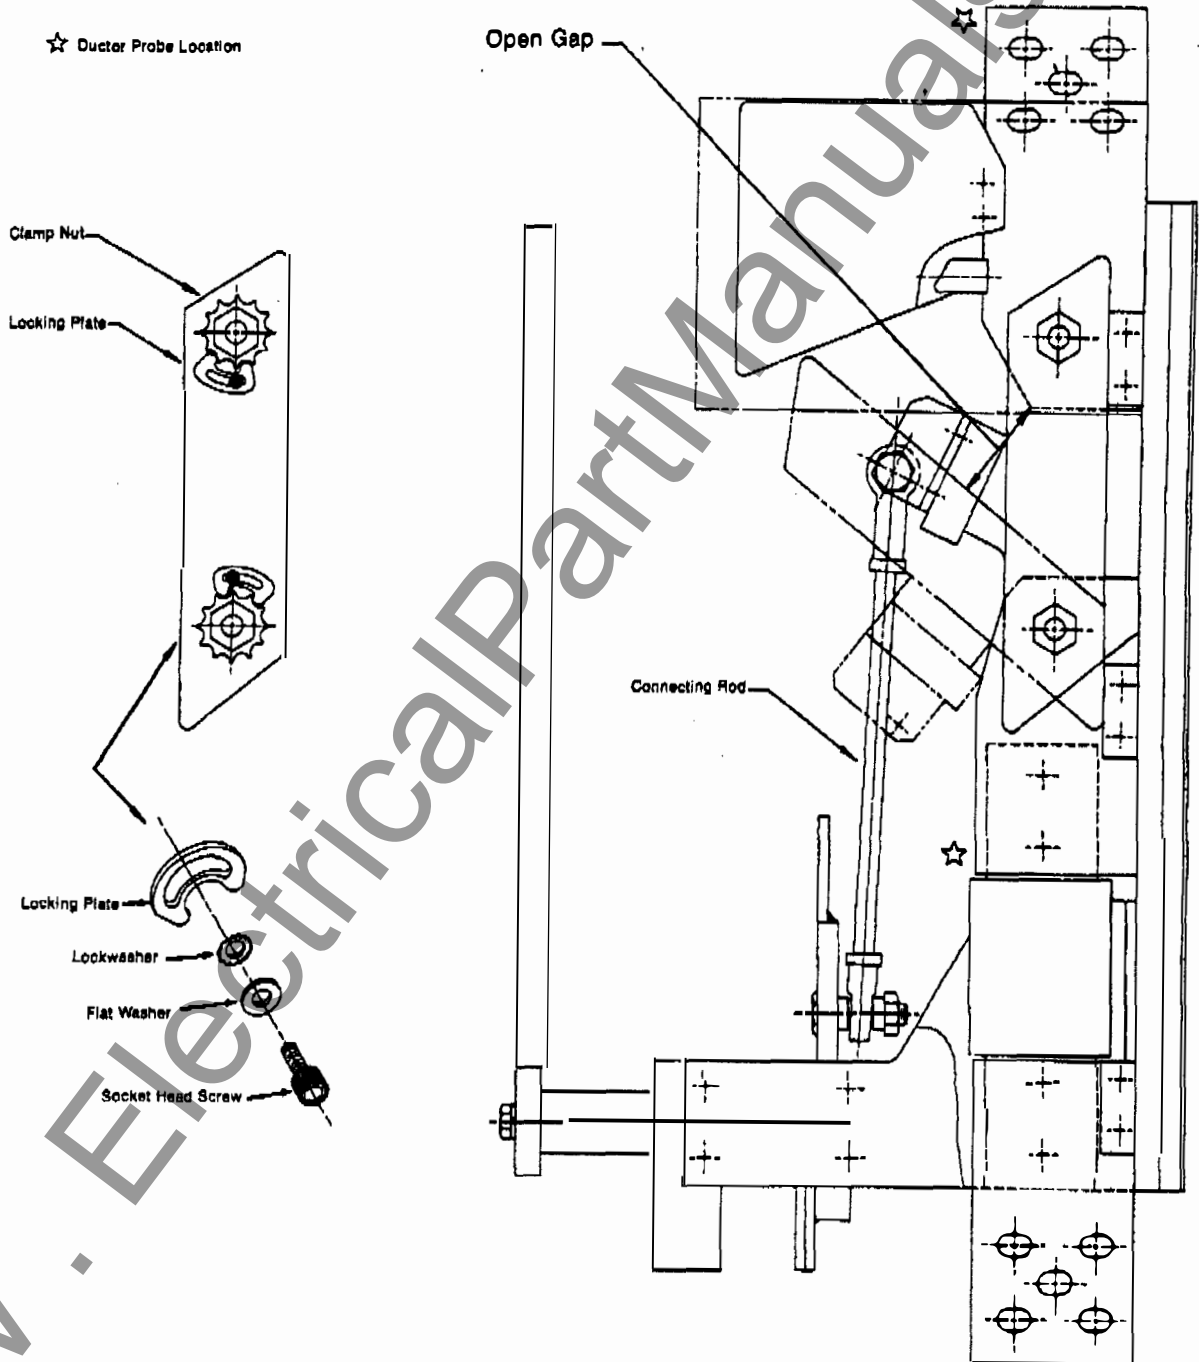 ☆ Ductor Probe Location
Open Gap
Clamp Nut
Locking Plate
Connecting Rod
Locking Plate
Lockwasher
Flat Washer
Socket Head Screw
. ElectricalPartManuals